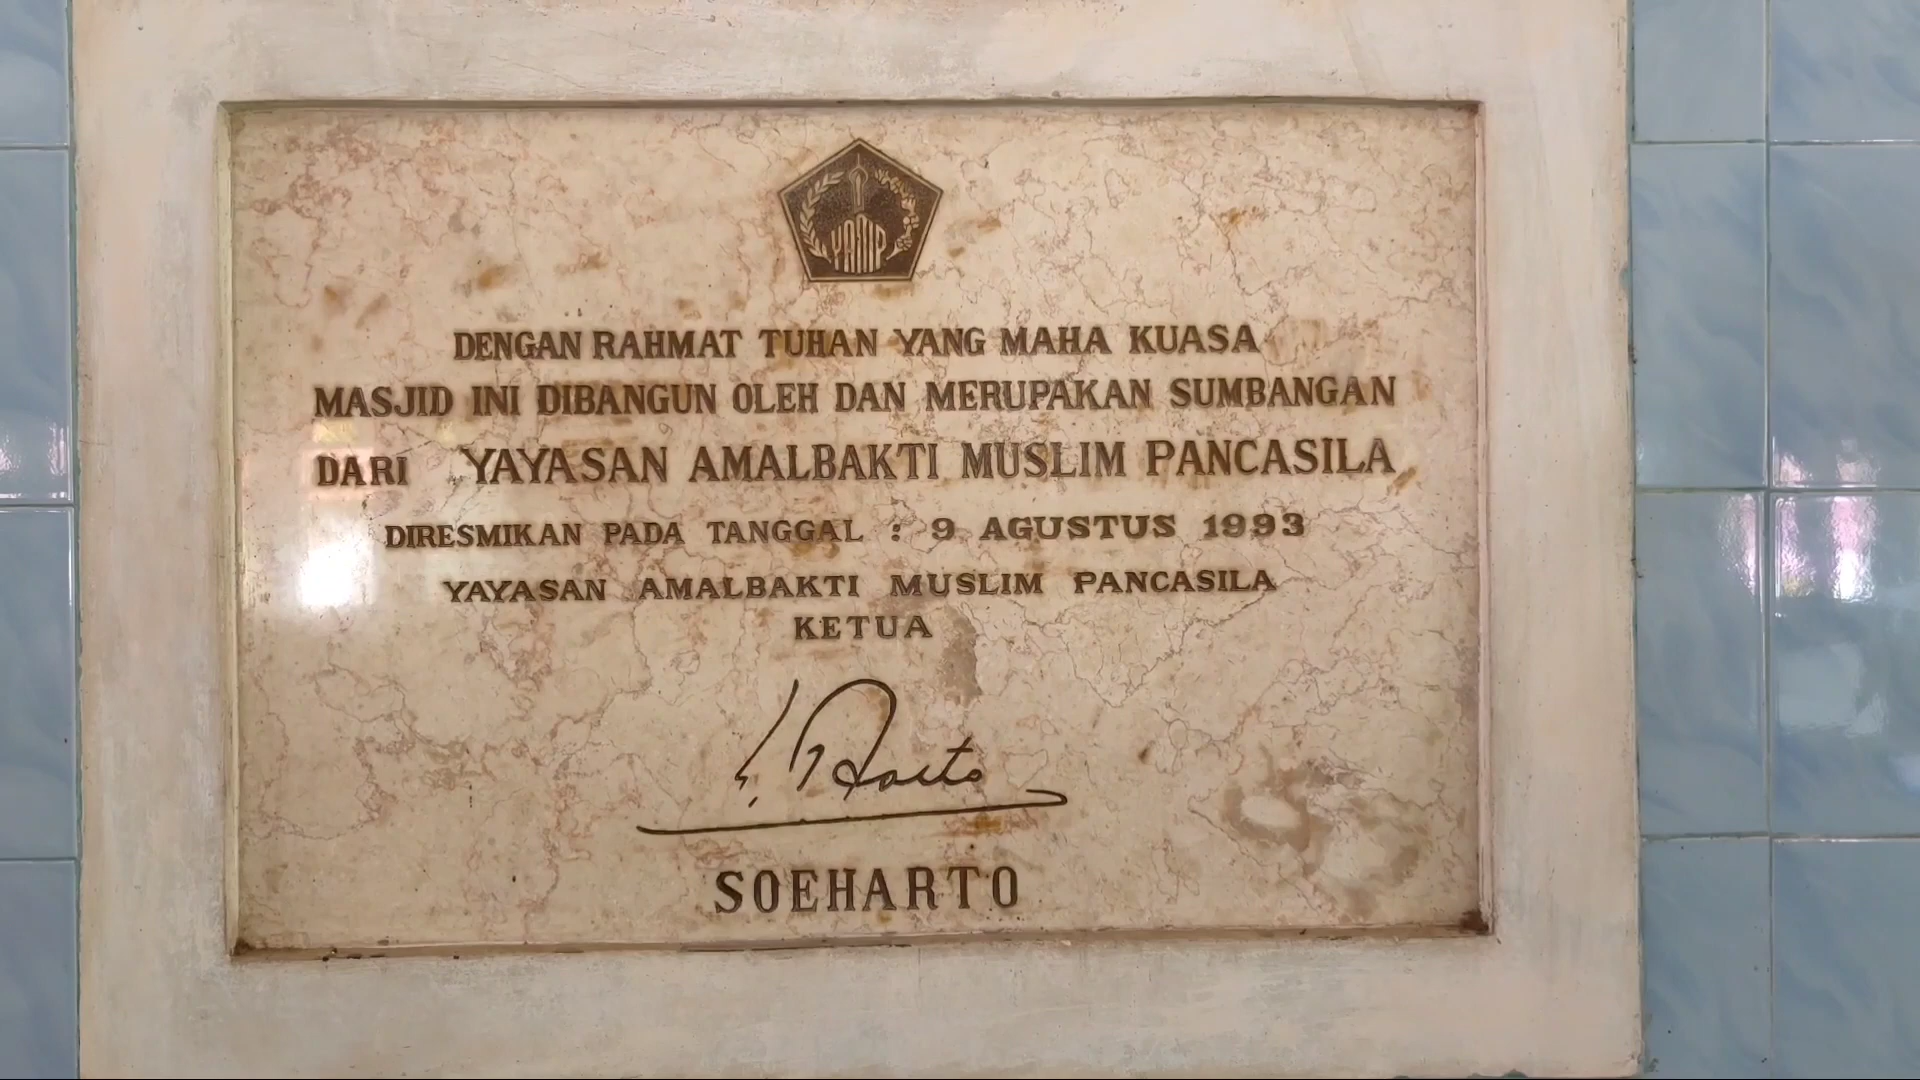 YAMP
DENGAN RAHMAT TUHAN YANG MAHA KUASA
MASJID INI DIBANGUN OLEH DAN MERUPAKAN SUMBANGAN
DARI YAYASAN AMALBAKTI MUSLIM PANCASILA
DIRESMIKAN PADA TANGGAL : 9 AGUSTUS 1993
YAYASAN AMALBAKTI MUSLIM PANCASILA
KETUA
SOEHARTO